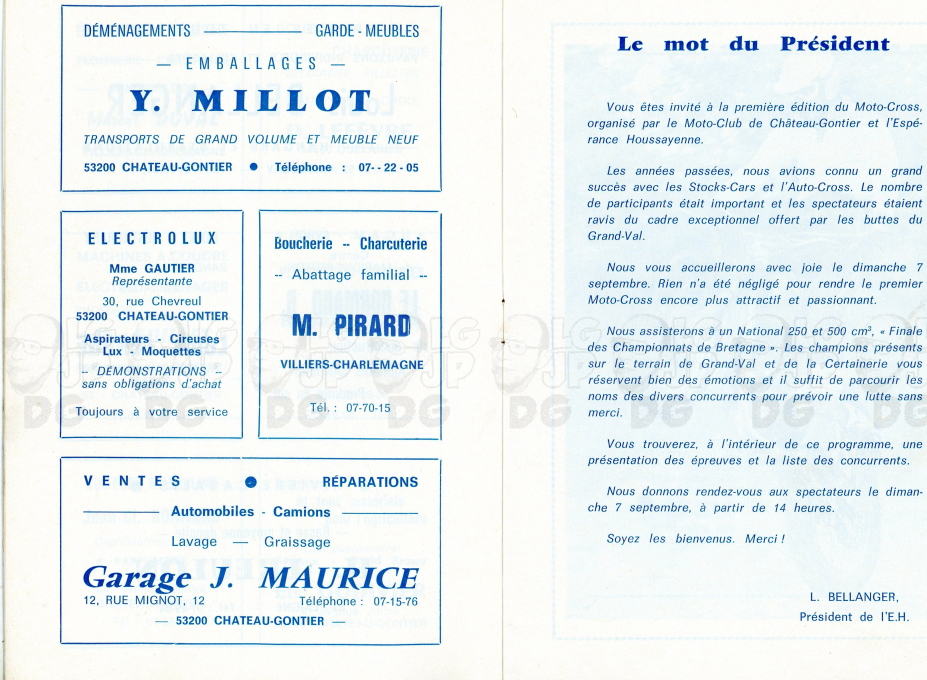 DÉMÉNAGEMENTS — GARDE - MEUBLES
— EMBALLAGES —
Y. MILLOT
TRANSPORTS DE GRAND VOLUME ET MEUBLE NEUF
53200 CHATEAU-GONTIER ● Téléphone : 07- - 22 - 05
ELECTROLUX
Mme GAUTIER
Représentante
30, rue Chevreul
53200 CHATEAU-GONTIER
Aspirateurs - Cireuses
Lux - Moquettes
-- DÉMONSTRATIONS --
sans obligations d'achat
Toujours à votre service
Boucherie -- Charcuterie
-- Abattage familial --
M. PIRARD
VILLIERS-CHARLEMAGNE
Tél. : 07-70-15
VENTES ● RÉPARATIONS
Automobiles - Camions
Lavage — Graissage
Garage J. MAURICE
12, RUE MIGNOT, 12 Téléphone : 07-15-76
— 53200 CHATEAU-GONTIER —
Le mot du Président
Vous êtes invité à la première édition du Moto-Cross,
organisé par le Moto-Club de Château-Gontier et l'Espé-
rance Houssayenne.
Les années passées, nous avions connu un grand
succès avec les Stocks-Cars et l'Auto-Cross. Le nombre
de participants était important et les spectateurs étaient
ravis du cadre exceptionnel offert par les buttes du
Grand-Val.
Nous vous accueillerons avec joie le dimanche 7
septembre. Rien n'a été négligé pour rendre le premier
Moto-Cross encore plus attractif et passionnant.
Nous assisterons à un National 250 et 500 cm³, « Finale
des Championnats de Bretagne ». Les champions présents
sur le terrain de Grand-Val et de la Certainerie vous
réservent bien des émotions et il suffit de parcourir les
noms des divers concurrents pour prévoir une lutte sans
merci.
Vous trouverez, à l'intérieur de ce programme, une
présentation des épreuves et la liste des concurrents.
Nous donnons rendez-vous aux spectateurs le diman-
che 7 septembre, à partir de 14 heures.
Soyez les bienvenus. Merci !
L. BELLANGER,
Président de l'E.H.